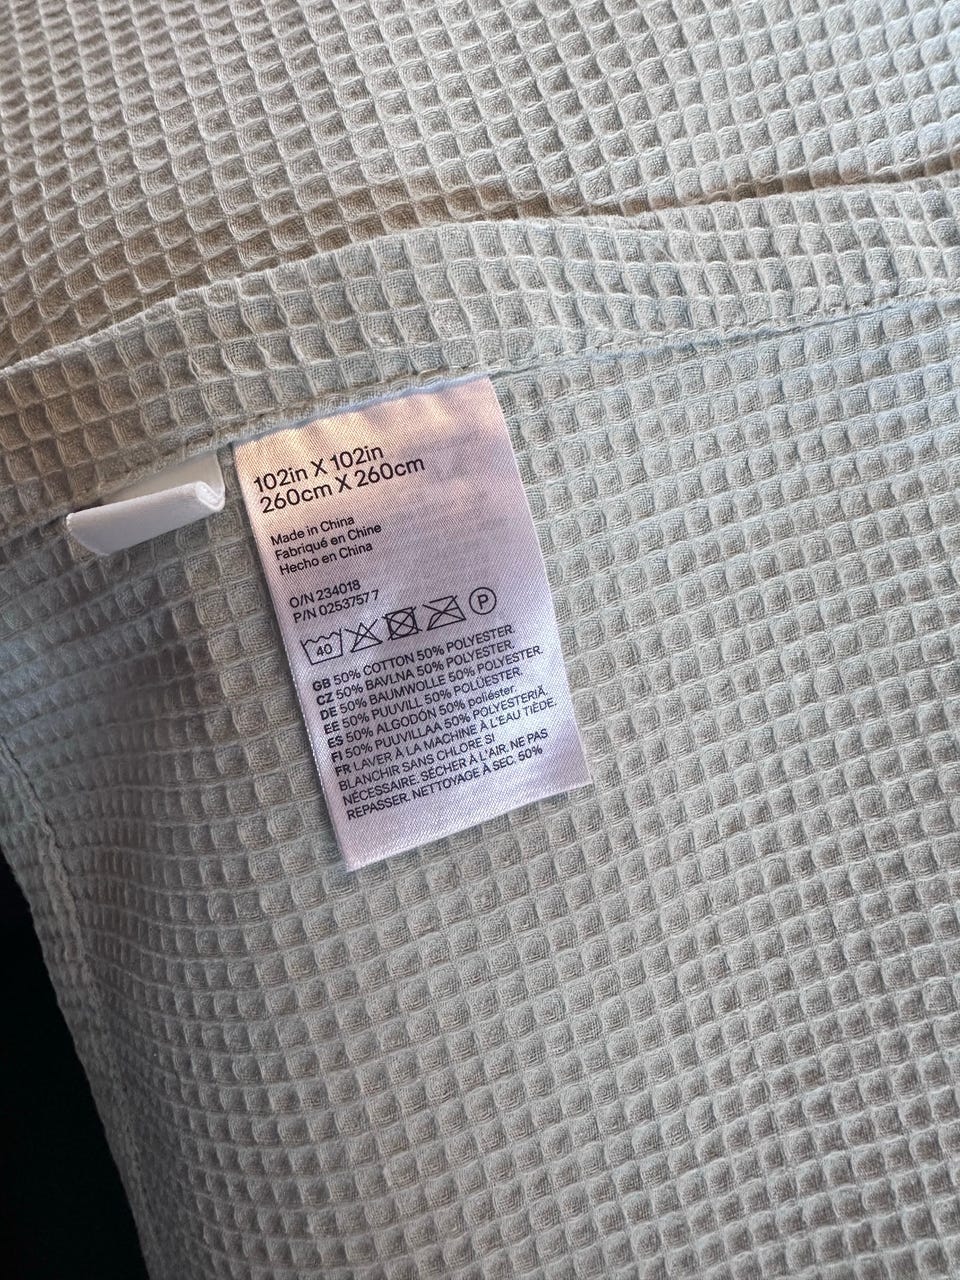 102in X 102in
260cm X 260cm
Made in China
Fabriqué en Chine
Hecho en China
O/N 234018
P/N 02537577
40 P
GB 50% COTTON 50% POLYESTER.
CZ 50% BAVLNA 50% POLYESTER.
DE 50% BAUMWOLLE 50% POLYESTER.
EE 50% PUUVILL 50% POLÜESTER.
ES 50% ALGODÓN 50% poliéster.
FI 50% PUUVILLAA 50% POLYESTERIÄ.
FR LAVER À LA MACHINE À L'EAU TIÈDE.
BLANCHIR SANS CHLORE SI
NÉCESSAIRE. SÉCHER À L'AIR. NE PAS
REPASSER. NETTOYAGE À SEC. 50%